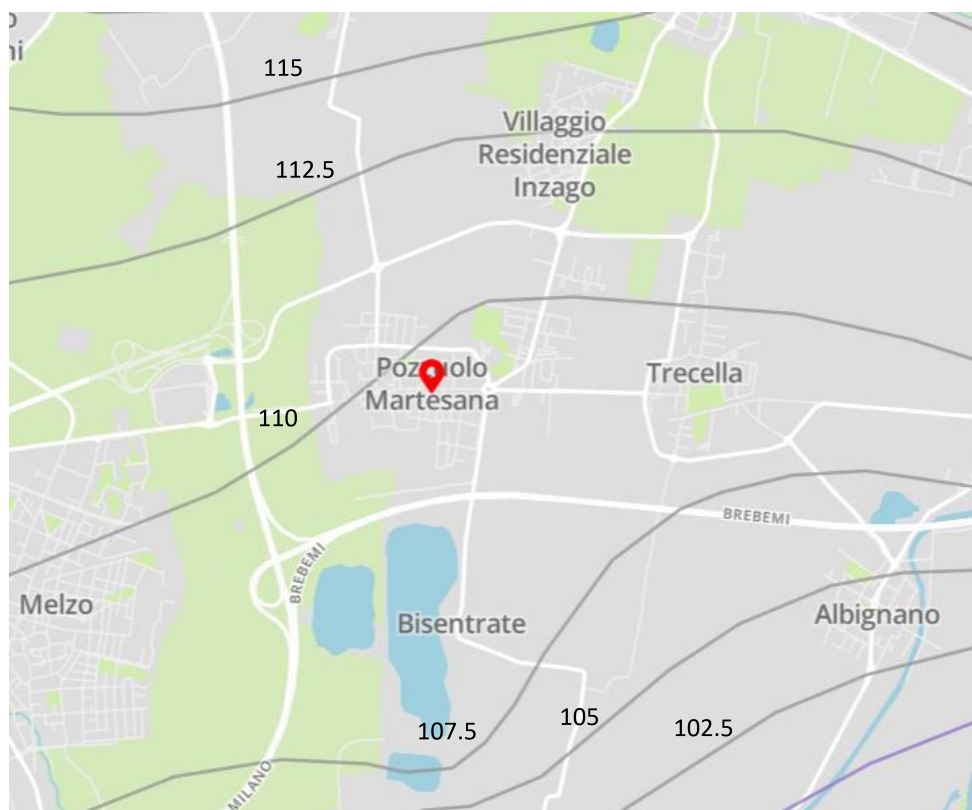 115
Villaggio
Residenziale
Inzago
112.5
Trecella
Martesana
110
BREBEMI
BREBEMI
Melzo
Bisentrate
Albignano
107.5
105
102.5
MILANO